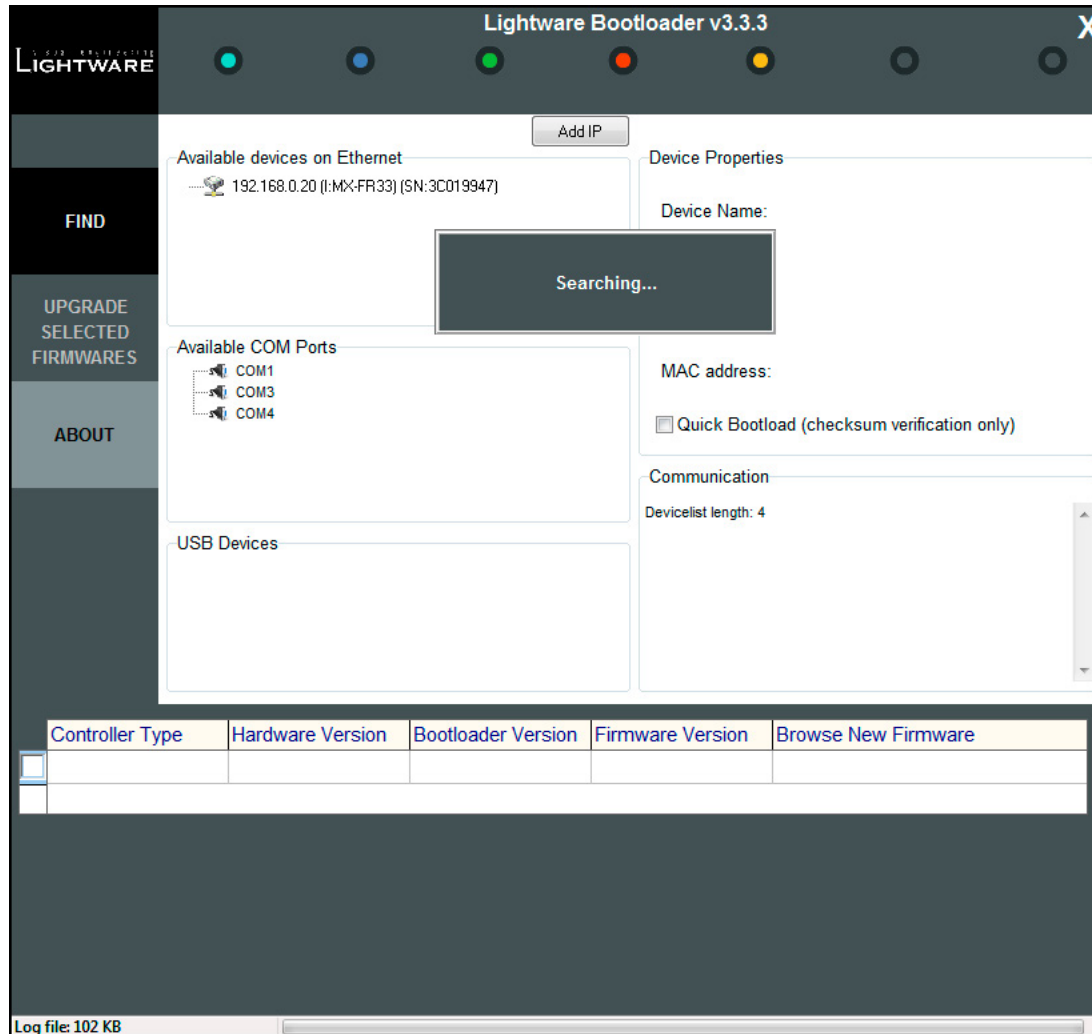 Lightware Bootloader v3.3.3
X
LIGHTWARE
Add IP
Available devices on Ethernet
192.168.0.20 (I:MX-FR33) (SN:3C019947)
Device Properties
Device Name:
FIND
Searching...
UPGRADE
SELECTED
FIRMWARES
Available COM Ports
COM1
COM3
COM4
MAC address:
Quick Bootload (checksum verification only)
ABOUT
Communication
Devicelist length: 4
USB Devices
Controller Type Hardware Version Bootloader Version Firmware Version Browse New Firmware
Log file: 102 KB